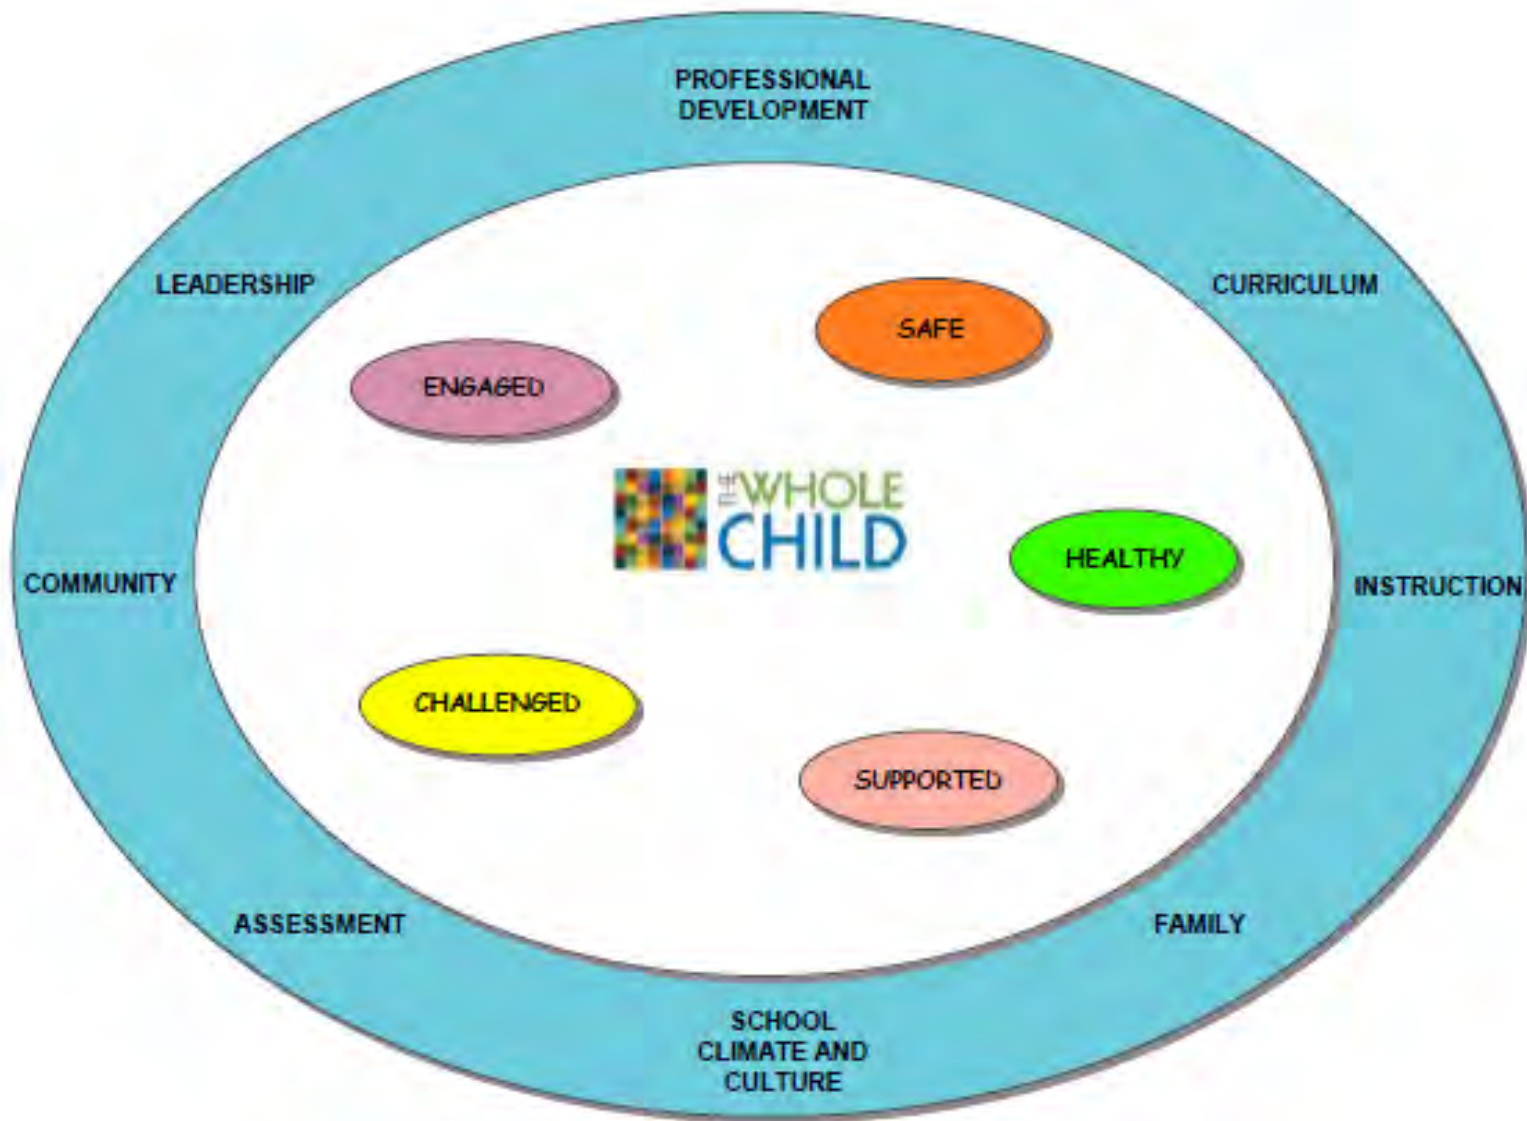 PROFESSIONAL
DEVELOPMENT
LEADERSHIP
CURRICULUM
SAFE
ENGAGED
THE WHOLE
CHILD
HEALTHY
COMMUNITY
INSTRUCTION
CHALLENGED
SUPPORTED
ASSESSMENT
FAMILY
SCHOOL
CLIMATE AND
CULTURE